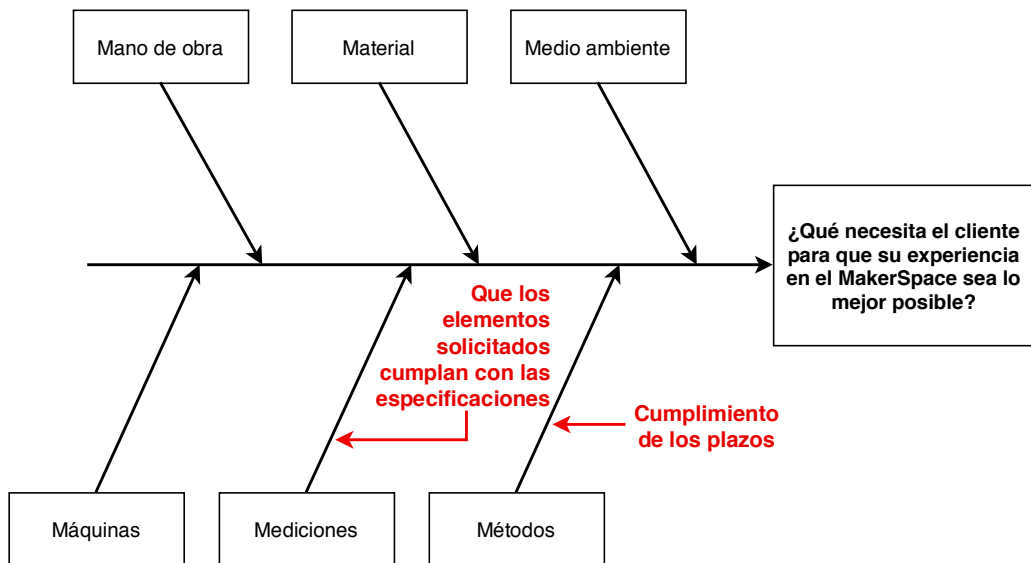 Mano de obra
Material
Medio ambiente
¿Qué necesita el cliente
para que su experiencia
en el MakerSpace sea lo
mejor posible?
Que los
elementos
solicitados
cumplan con las
especificaciones
Cumplimiento
de los plazos
Máquinas
Mediciones
Métodos